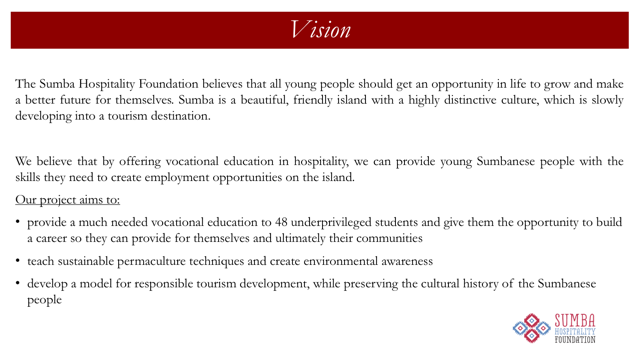 Vision
The Sumba Hospitality Foundation believes that all young people should get an opportunity in life to grow and make
a better future for themselves. Sumba is a beautiful, friendly island with a highly distinctive culture, which is slowly
developing into a tourism destination.
We believe that by offering vocational education in hospitality, we can provide young Sumbanese people with the
skills they need to create employment opportunities on the island.
Our project aims to:
• provide a much needed vocational education to 48 underprivileged students and give them the opportunity to build
a career so they can provide for themselves and ultimately their communities
• teach sustainable permaculture techniques and create environmental awareness
• develop a model for responsible tourism development, while preserving the cultural history of the Sumbanese
people
SUMBA
HOSPITALITY
FOUNDATION